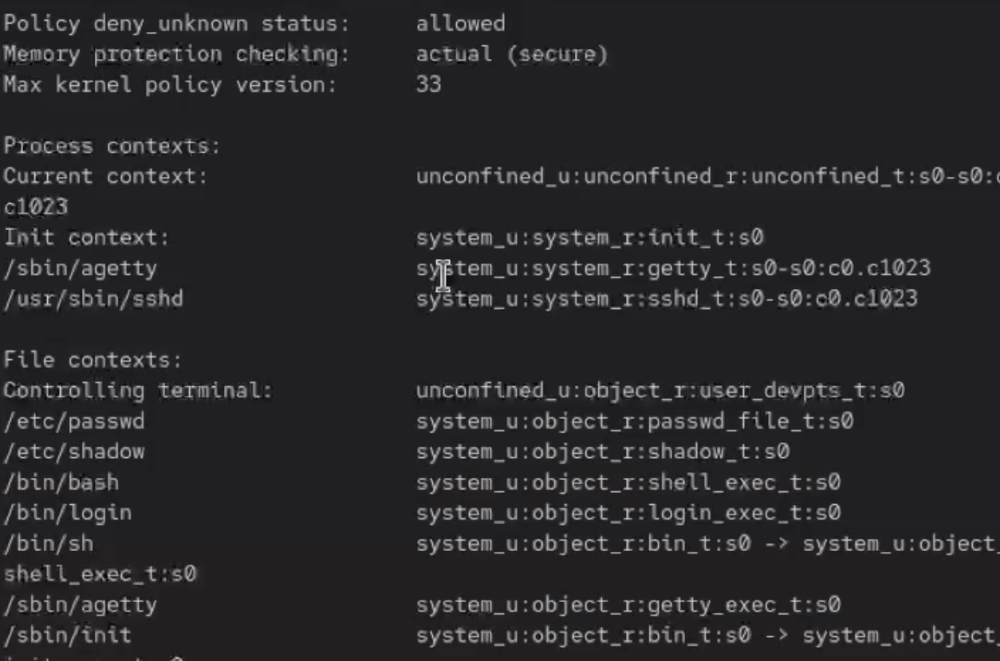 Policy deny_unknown status:     allowed
Memory protection checking:     actual (secure)
Max kernel policy version:      33
Process contexts:
Current context:                unconfined_u:unconfined_r:unconfined_t:s0-s0:c
c1023
Init context:                   system_u:system_r:init_t:s0
/sbin/agetty                    system_u:system_r:getty_t:s0-s0:c0.c1023
/usr/sbin/sshd                  system_u:system_r:sshd_t:s0-s0:c0.c1023
File contexts:
Controlling terminal:           unconfined_u:object_r:user_devpts_t:s0
/etc/passwd                     system_u:object_r:passwd_file_t:s0
/etc/shadow                     system_u:object_r:shadow_t:s0
/bin/bash                       system_u:object_r:shell_exec_t:s0
/bin/login                      system_u:object_r:login_exec_t:s0
/bin/sh                         system_u:object_r:bin_t:s0 -> system_u:object_
shell_exec_t:s0
/sbin/agetty                    system_u:object_r:getty_exec_t:s0
/sbin/init                      system_u:object_r:bin_t:s0 -> system_u:object_